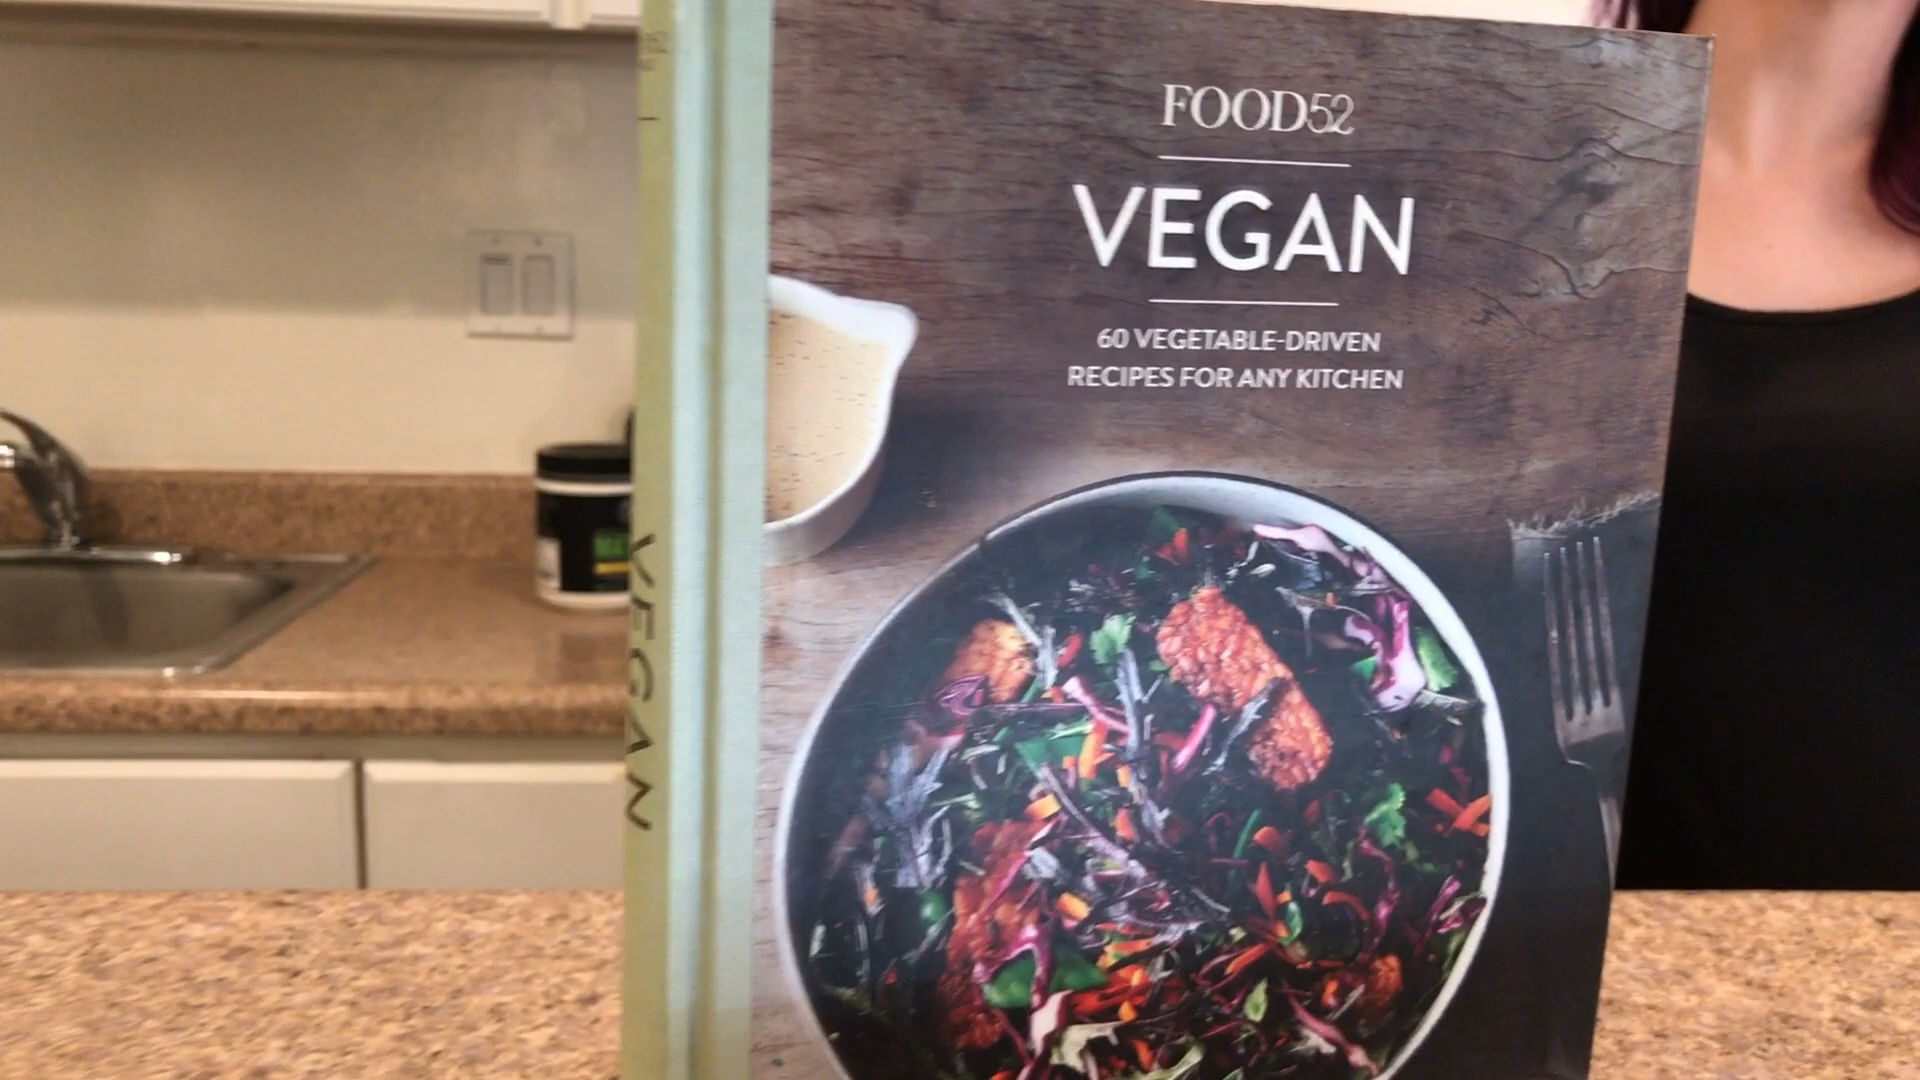 FOOD52
VEGAN
60 VEGETABLE-DRIVEN
RECIPES FOR ANY KITCHEN
VEGAN